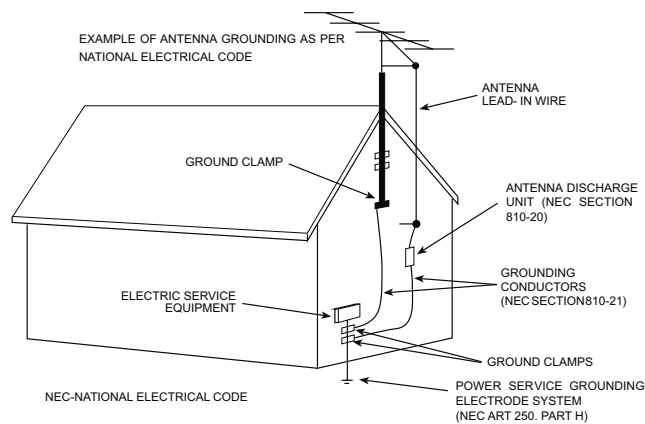 EXAMPLE OF ANTENNA GROUNDING AS PER
NATIONAL ELECTRICAL CODE
ANTENNA
LEAD- IN WIRE
GROUND CLAMP
ANTENNA DISCHARGE
UNIT (NEC SECTION
810-20)
GROUNDING
CONDUCTORS
(NEC SECTION 810-21)
ELECTRIC SERVICE
EQUIPMENT
GROUND CLAMPS
POWER SERVICE GROUNDING
ELECTRODE SYSTEM
(NEC ART 250. PART H)
NEC-NATIONAL ELECTRICAL CODE